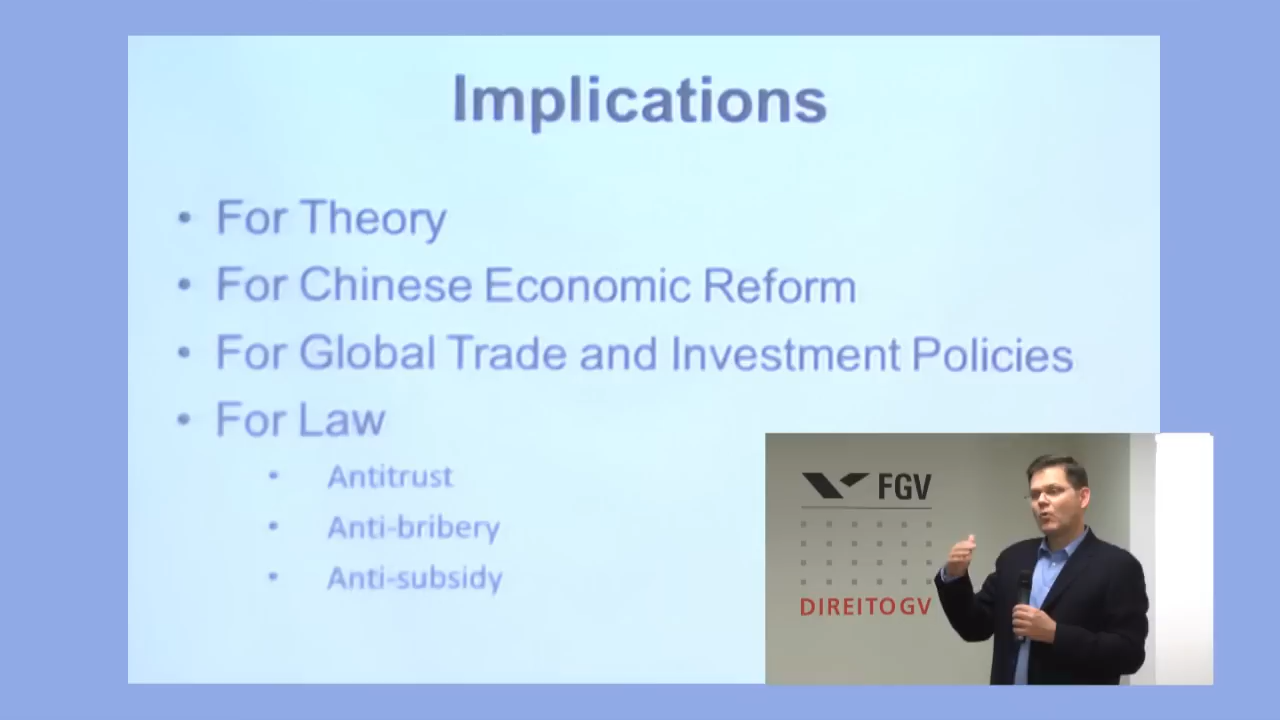 Implications
• For Theory
• For Chinese Economic Reform
• For Global Trade and Investment Policies
• For Law
• Antitrust
• Anti-bribery
• Anti-subsidy
FGV
DIREITO GV